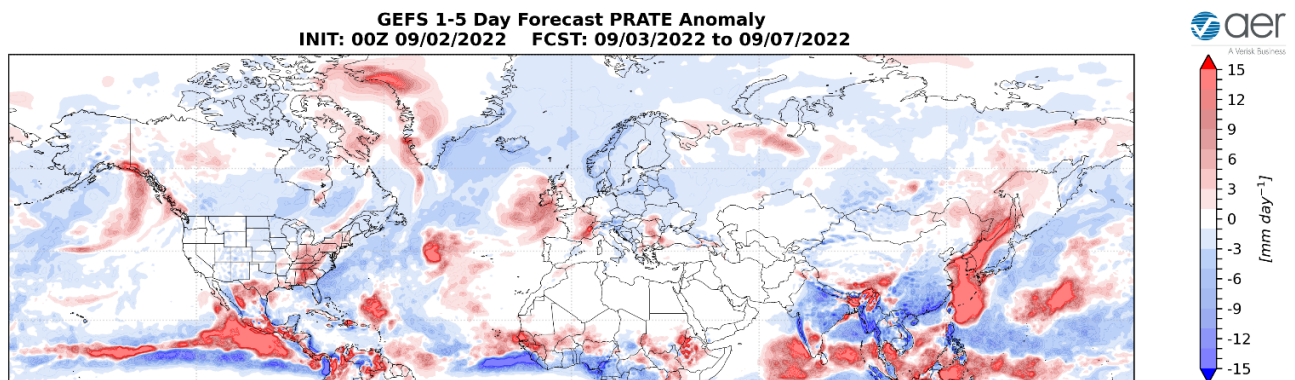 GEFS 1-5 Day Forecast PRATE Anomaly
INIT: 00Z 09/02/2022 FCST: 09/03/2022 to 09/07/2022
aer
A Verisk Business
15
12
9
6
3
0
-3
-6
-9
-12
-15
[mm day⁻¹]